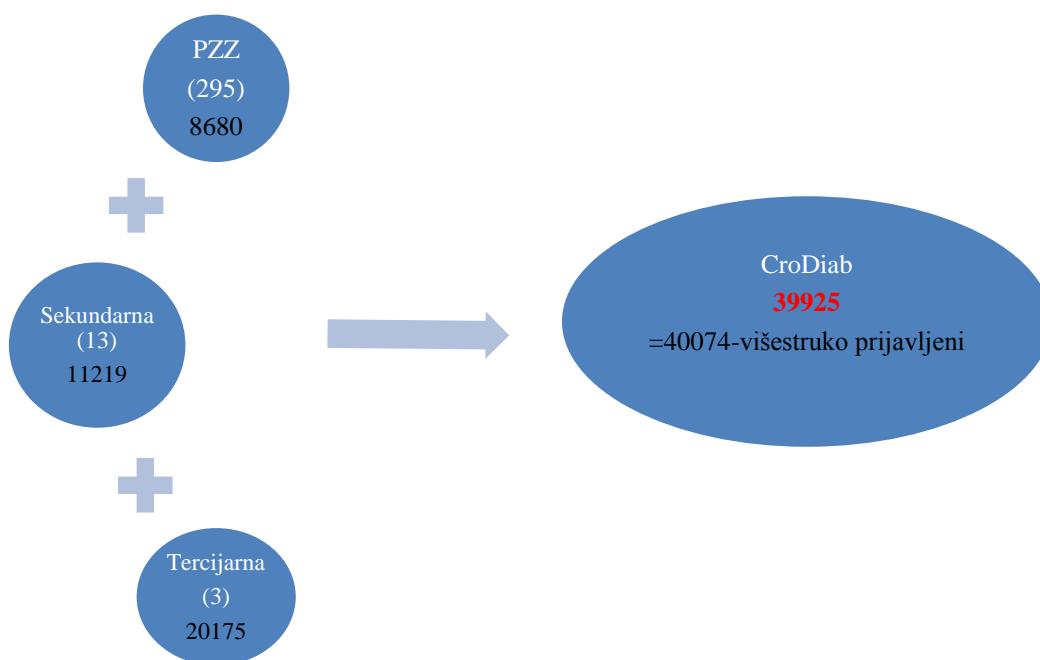 PZZ
(295)
8680
Sekundarna
(13)
11219
Tercijarna
(3)
20175
CroDiab
39925
=40074-višestruko prijavljeni